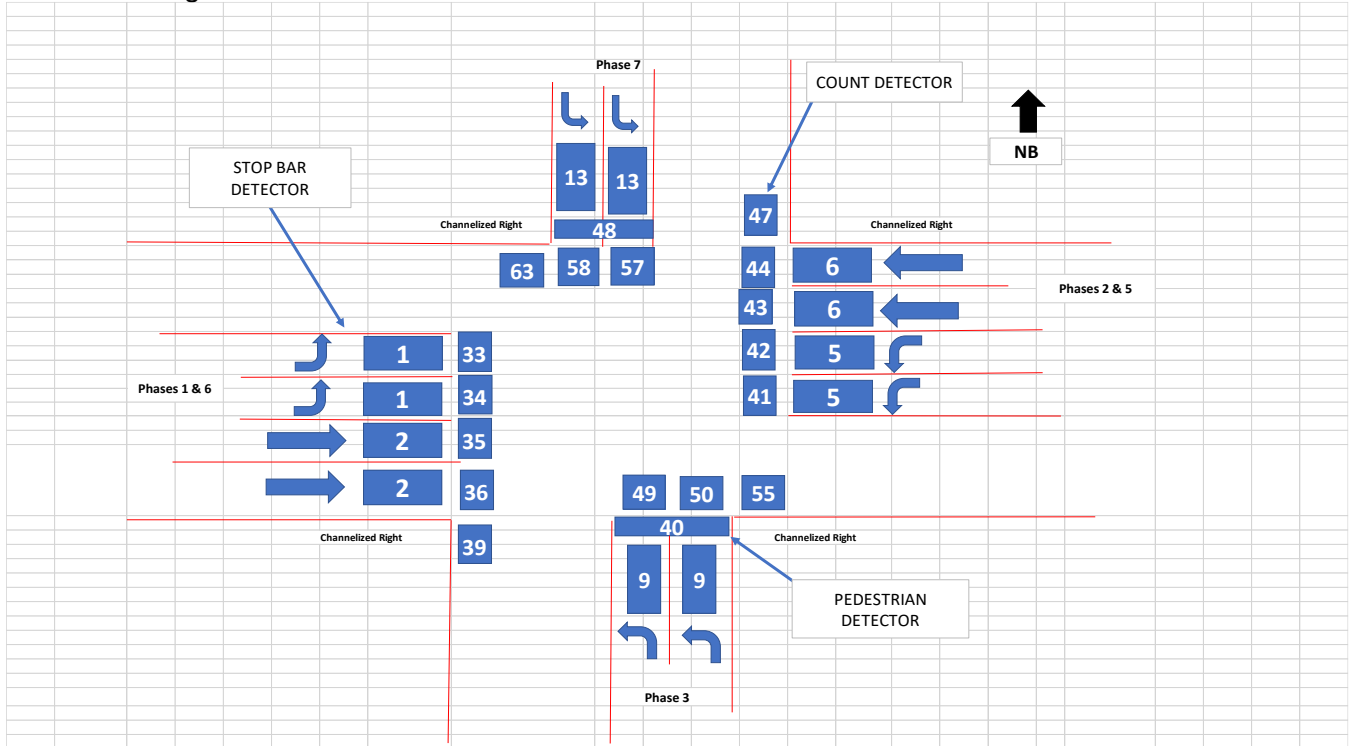 Phase 7
COUNT DETECTOR
NB
STOP BAR
DETECTOR
13
13
47
Channelized Right
Channelized Right
48
63
58
57
44
6
Phases 2 & 5
43
6
1
33
42
5
Phases 1 & 6
1
34
41
5
2
35
2
36
49
50
55
40
Channelized Right
39
Channelized Right
9
9
PEDESTRIAN
DETECTOR
Phase 3